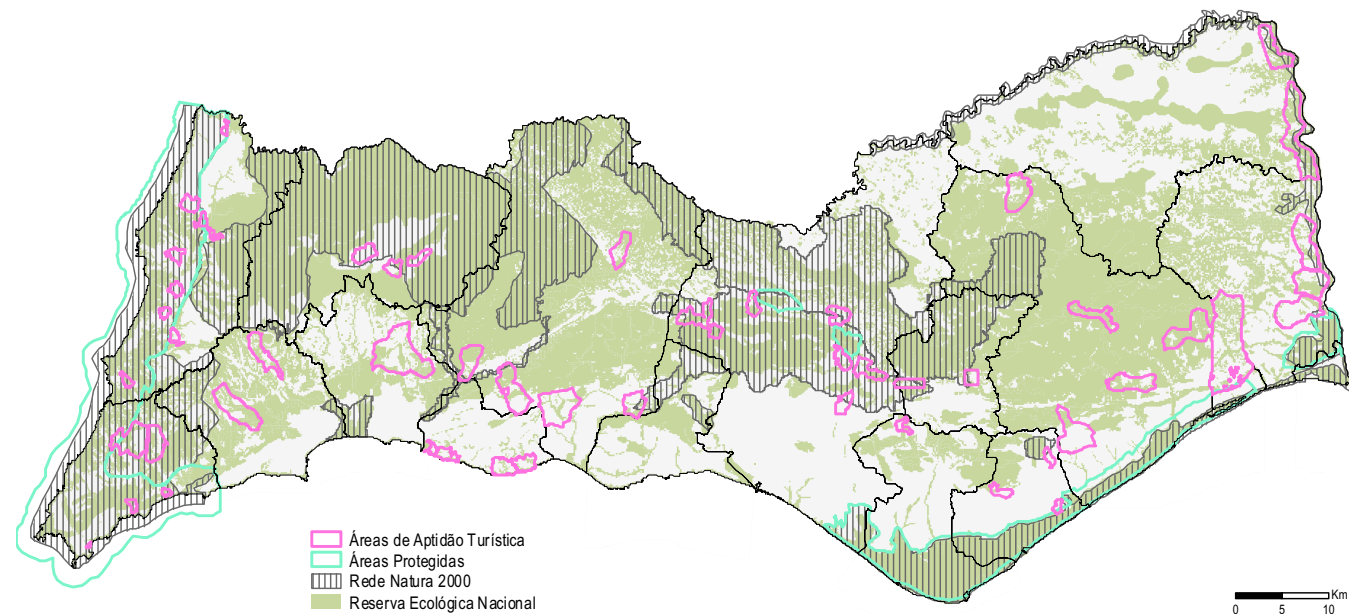 Áreas de Aptidão Turística
Áreas Protegidas
Rede Natura 2000
Reserva Ecológica Nacional
Km
0 5 10